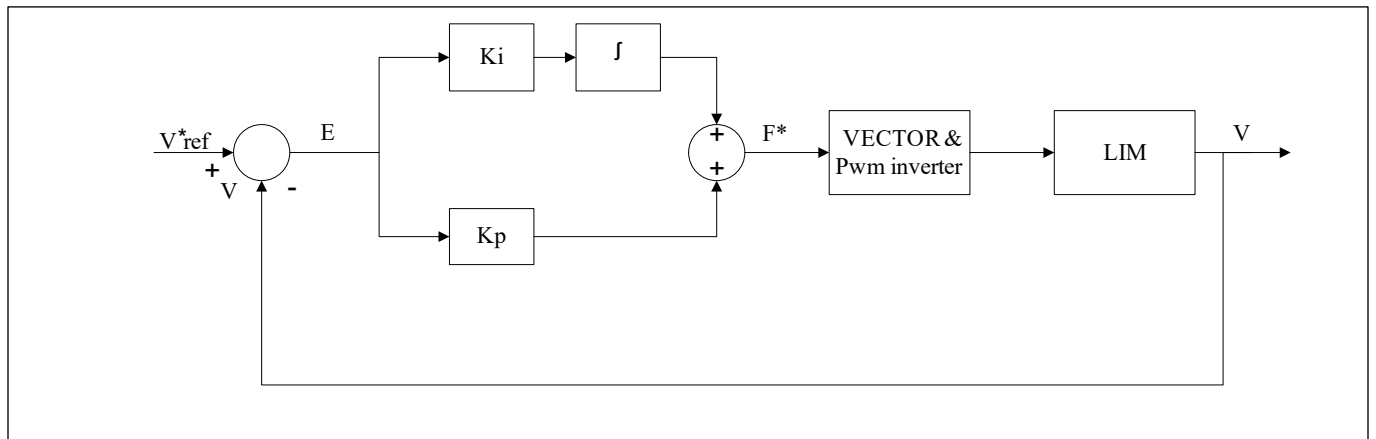 Ki
∫
V*ref
+
V
-
E
Kp
+
+
F*
VECTOR &
Pwm inverter
LIM
V